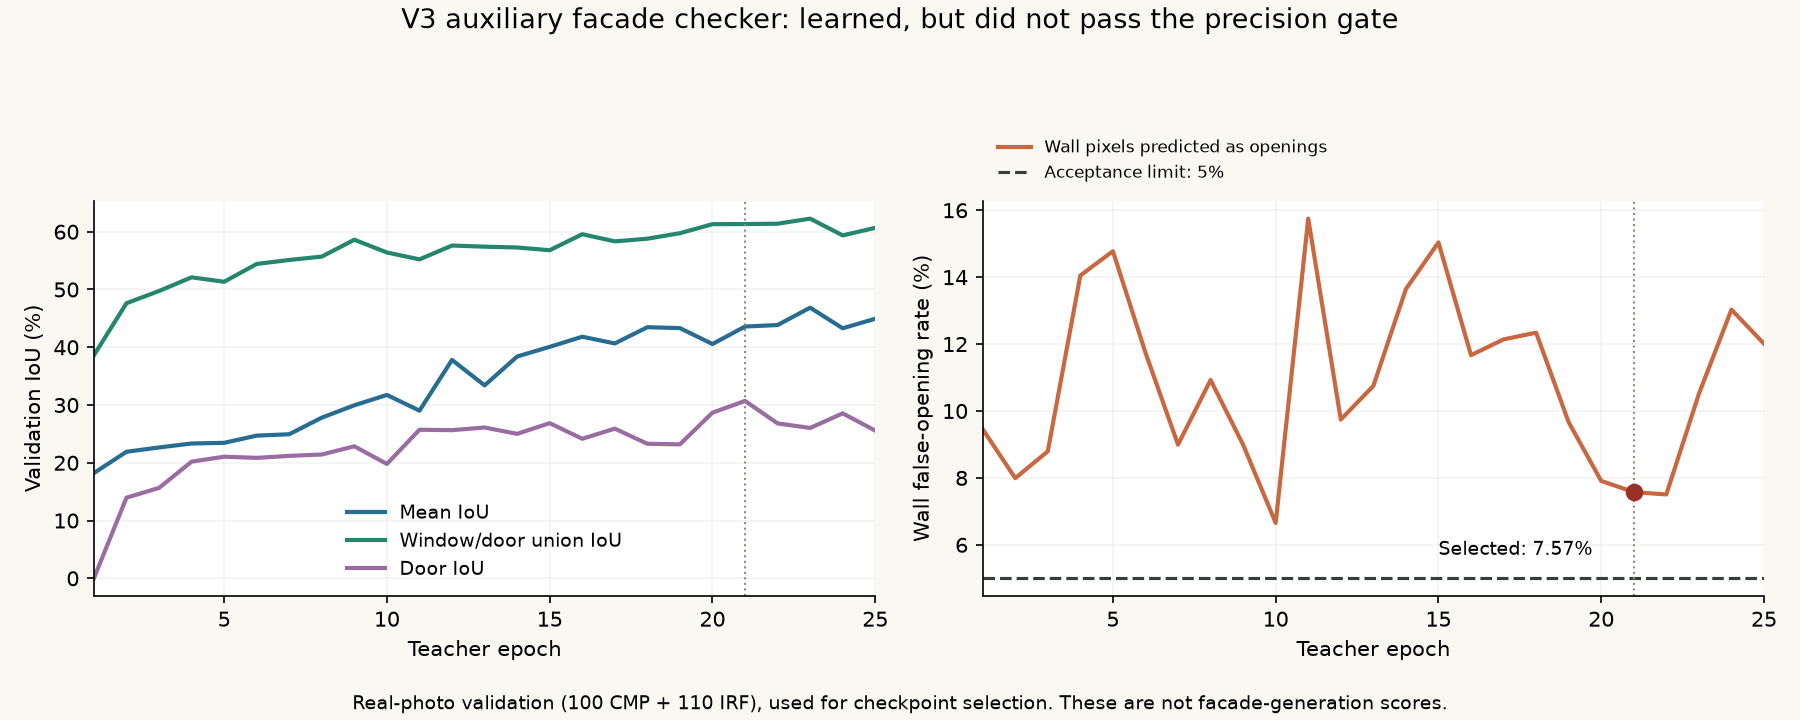 V3 auxiliary facade checker: learned, but did not pass the precision gate
Validation IoU (%)
60
50
40
30
20
10
0
Mean IoU
Window/door union IoU
Door IoU
5
10
15
20
25
Teacher epoch
Wall pixels predicted as openings
Acceptance limit: 5%
Wall false-opening rate (%)
16
14
12
10
8
6
Selected: 7.57%
5
10
15
20
25
Teacher epoch
Real-photo validation (100 CMP + 110 IRF), used for checkpoint selection. These are not facade-generation scores.